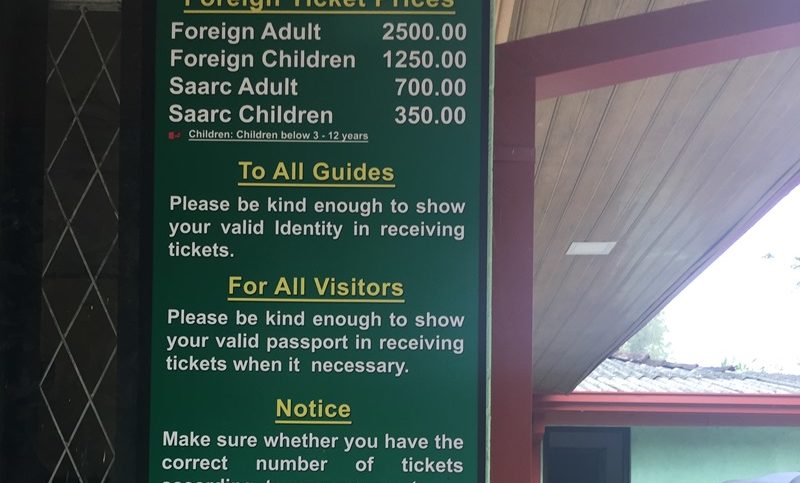 Foreign Ticket Prices
Foreign Adult 2500.00
Foreign Children 1250.00
Saarc Adult 700.00
Saarc Children 350.00
Children: Children below 3 - 12 years
To All Guides
Please be kind enough to show
your valid Identity in receiving
tickets.
For All Visitors
Please be kind enough to show
your valid passport in receiving
tickets when it necessary.
Notice
Make sure whether you have the
correct number of tickets